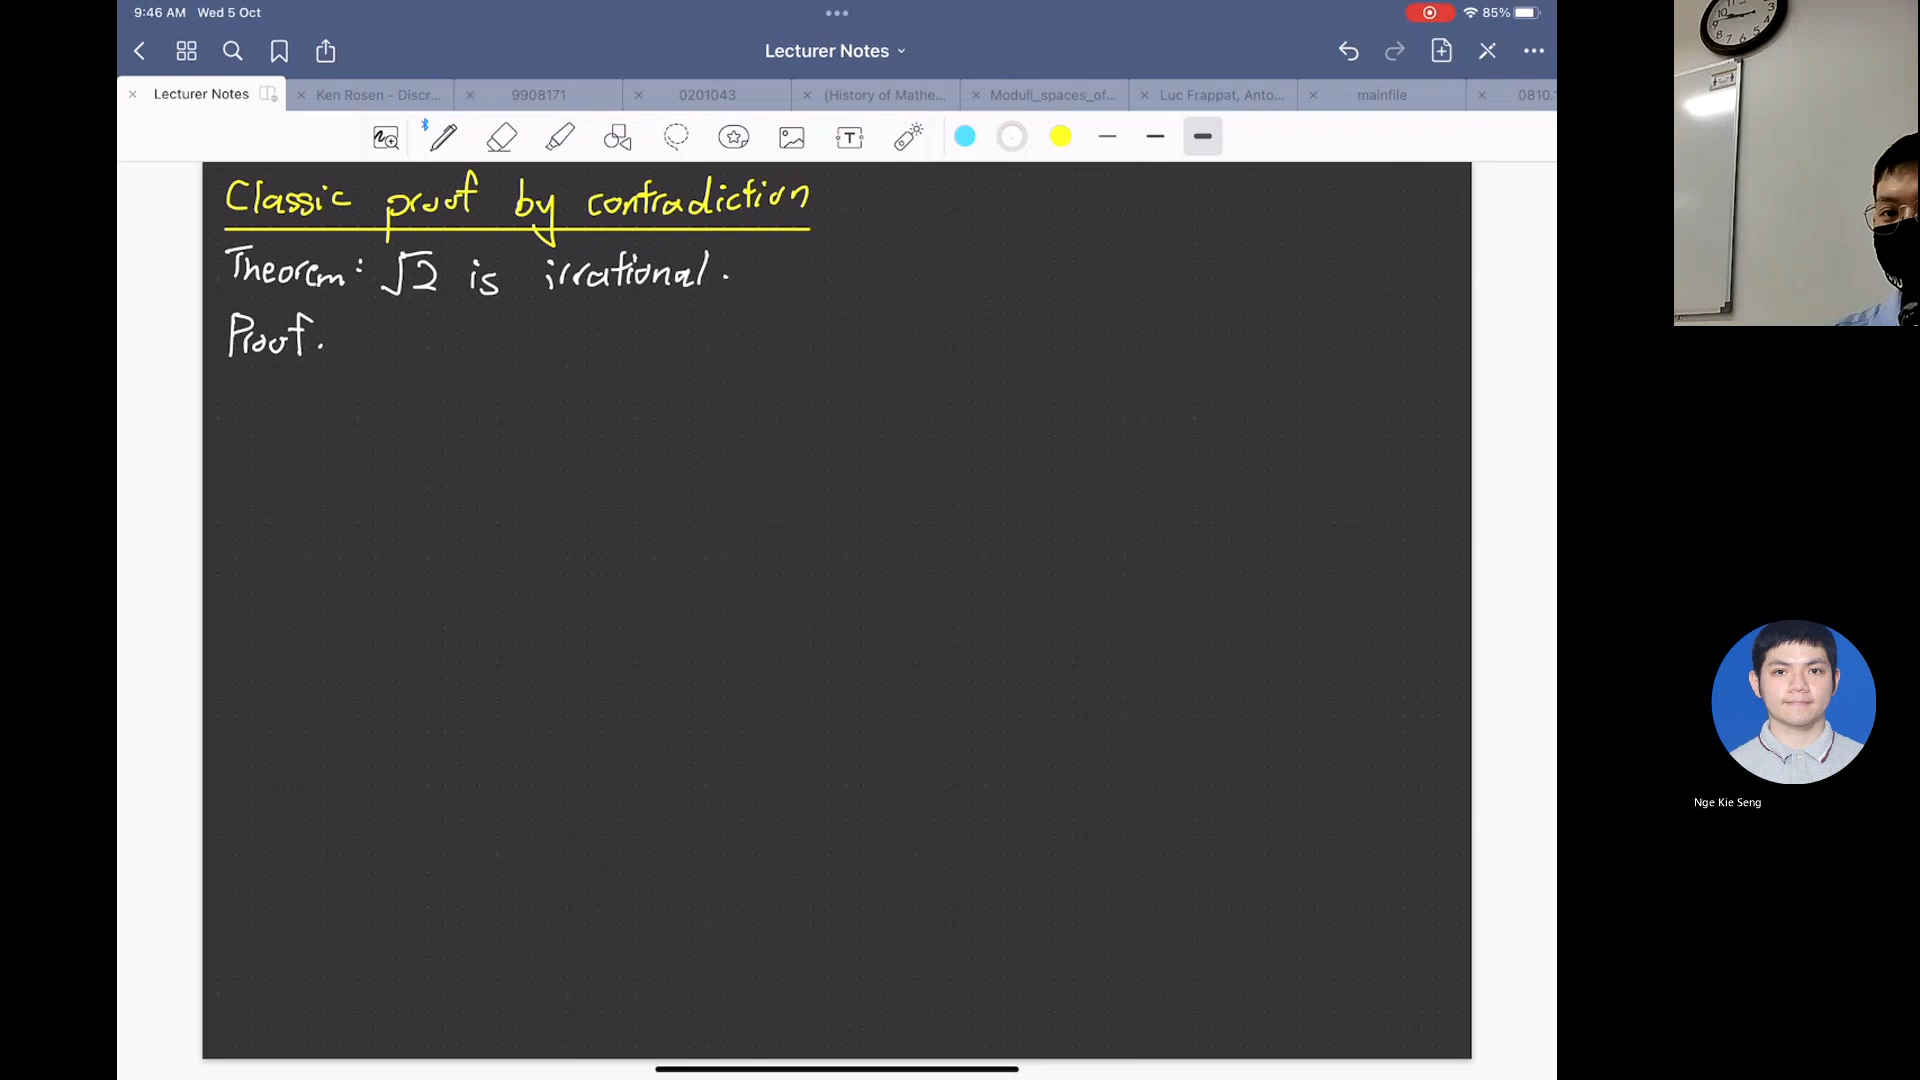 9:46 AM Wed 5 Oct
85%
Lecturer Notes
Lecturer Notes
Ken Rosen - Discr...
9908171
0201043
(History of Mathe...
Moduli_spaces_of...
Luc Frappat, Anto...
mainfile
0810.
Classic proof by contradiction
Theorem: √2 is irrational.
Proof.
Nge Kie Seng